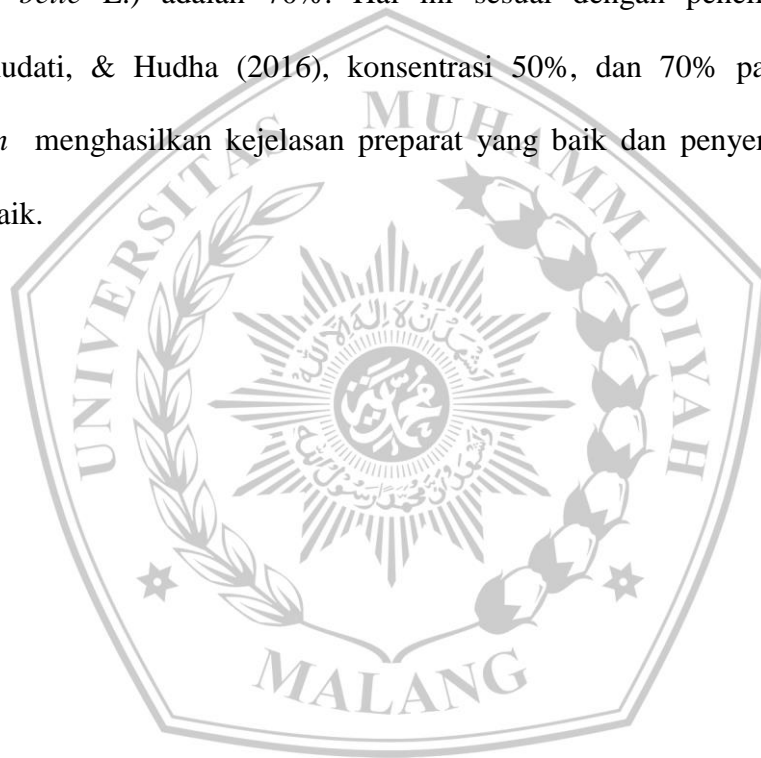 betle L.) adalah 70%. Hal ini sesuai dengan
udati, & Hudha (2016), konsentrasi 50%, dan 70% pa
n menghasilkan kejelasan preparat yang baik dan penyer
aik.
UNIVERSITAS MUHAMMADIYAH
MALANG